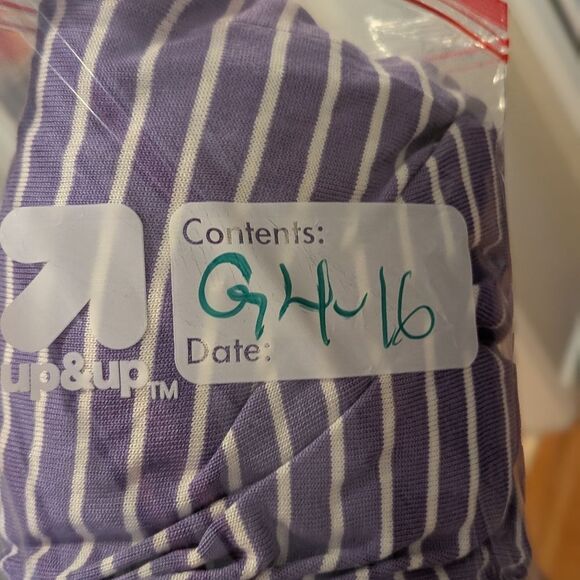 Contents:
G4-16
Date:
up&up™